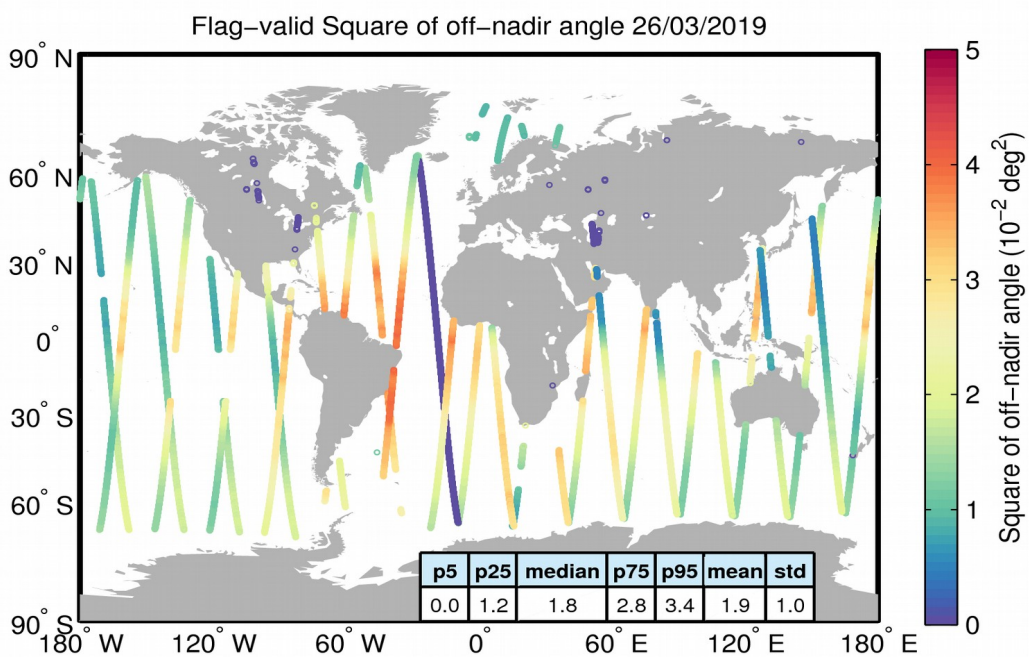 Flag−valid Square of off−nadir angle 26/03/2019
90° N
60° N
30° N
0°
30° S
60° S
90° S
180° W
120° W
60° W
0°
60° E
120° E
180° E
5
4
3
2
1
0
Square of off−nadir angle (10⁻² deg²)
p5 p25 median p75 p95 mean std
0.0 1.2 1.8 2.8 3.4 1.9 1.0